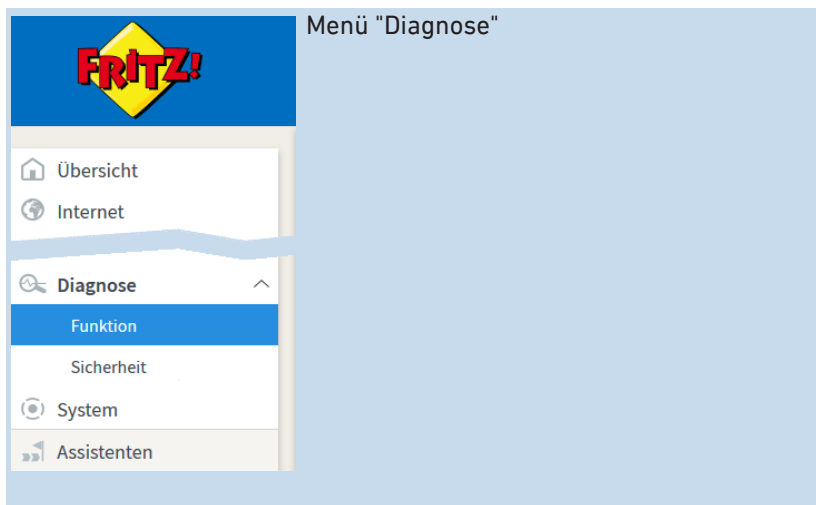 Menü "Diagnose"
FRITZ!
Übersicht
Internet
Diagnose
Funktion
Sicherheit
System
Assistenten